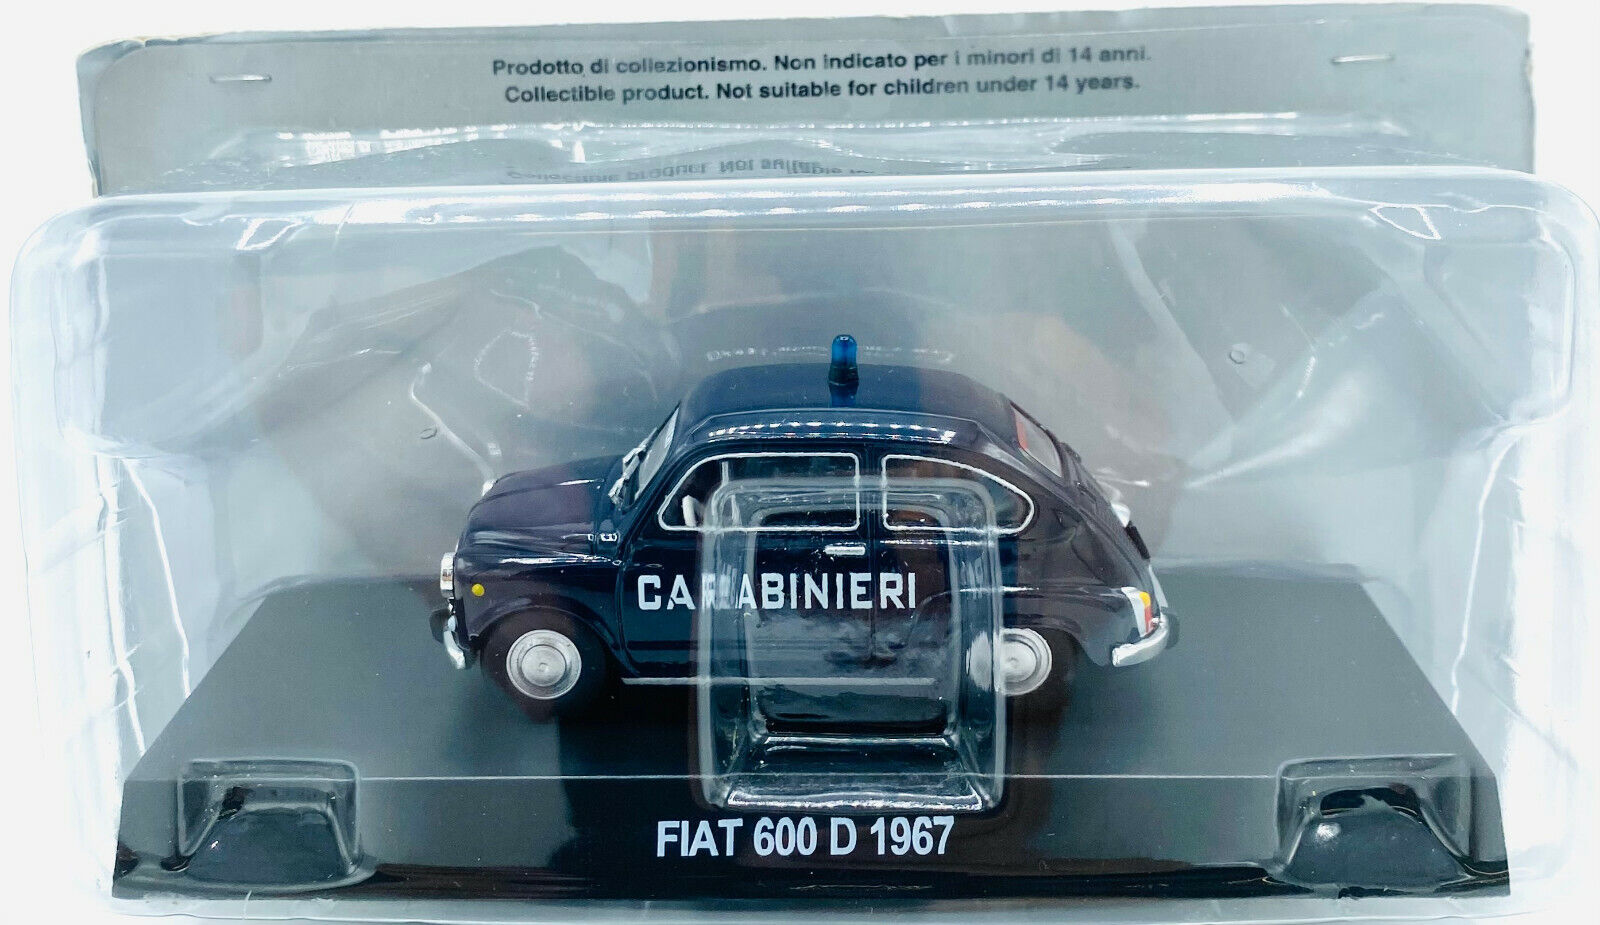 Prodotto di collezionismo. Non indicato per i minori di 14 anni.
Collectible product. Not suitable for children under 14 years.
CARABINIERI
FIAT 600 D 1967